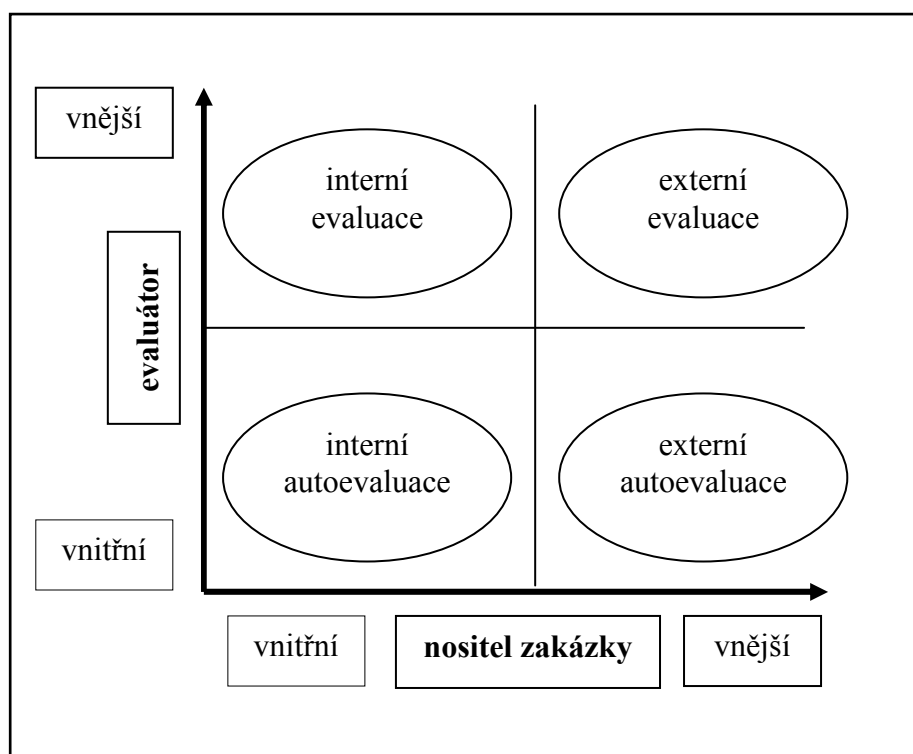 vnější
interní
evaluace
externí
evaluace
evaluátor
interní
autoevaluace
externí
autoevaluace
vnitřní
vnitřní
nositel zakázky
vnější